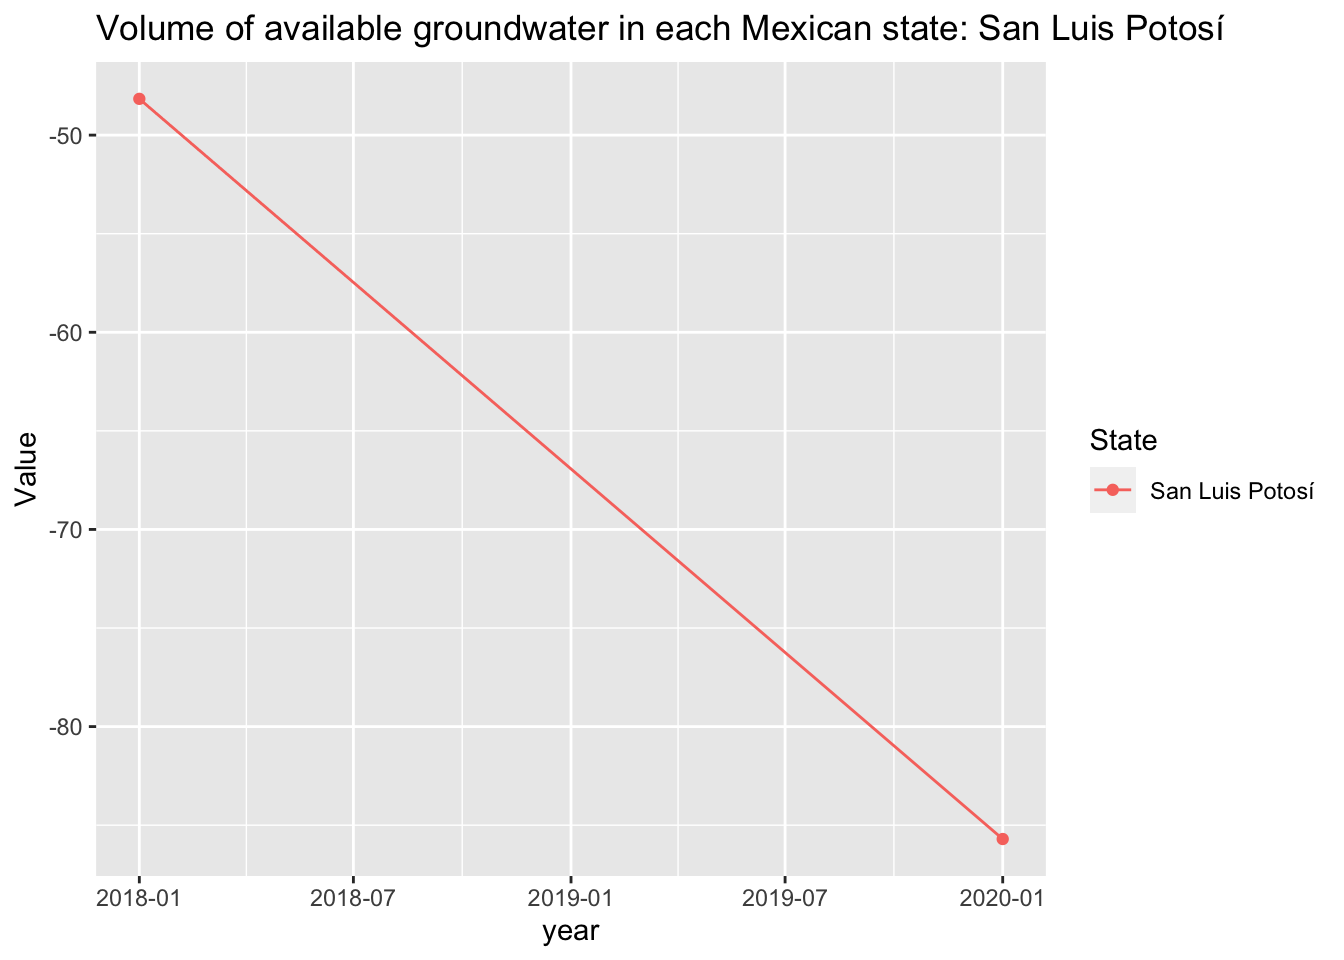 Volume of available groundwater in each Mexican state: San Luis Potosí
Value
-50
-60
-70
-80
2018-01
2018-07
2019-01
2019-07
2020-01
year
State
San Luis Potosí